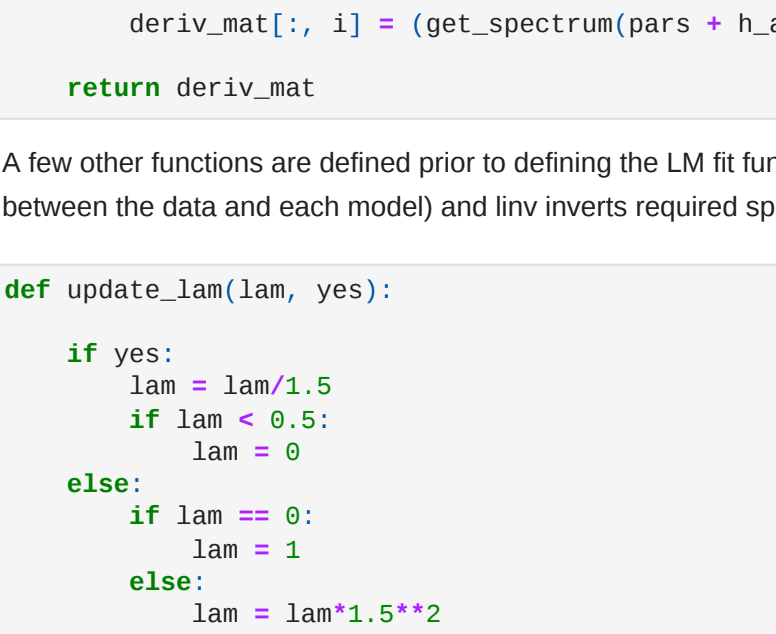 deriv_mat[:, i] = (get_spectrum(pars + h_a
return deriv_mat
A few other functions are defined prior to defining the LM fit fun
between the data and each model) and linv inverts required sp
def update_lam(lam, yes):
if yes:
lam = lam/1.5
if lam < 0.5:
lam = 0
else:
if lam == 0:
lam = 1
else:
lam = lam*1.5**2